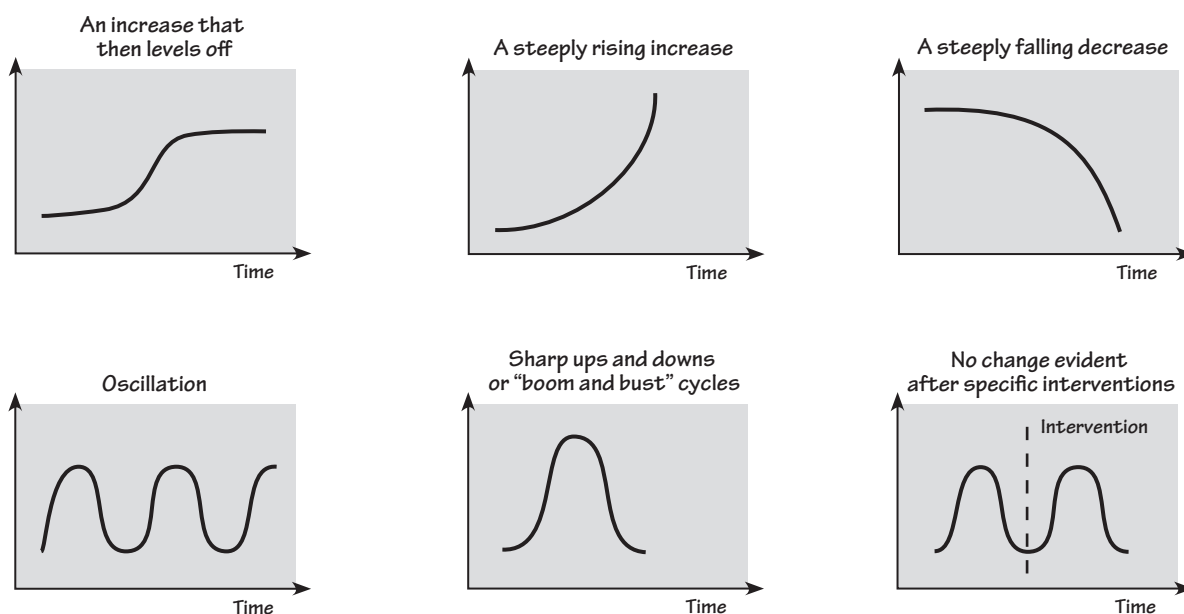 An increase that
then levels off
Time
A steeply rising increase
Time
A steeply falling decrease
Time
Oscillation
Time
Sharp ups and downs
or “boom and bust” cycles
Time
No change evident
after specific interventions
Intervention
Time